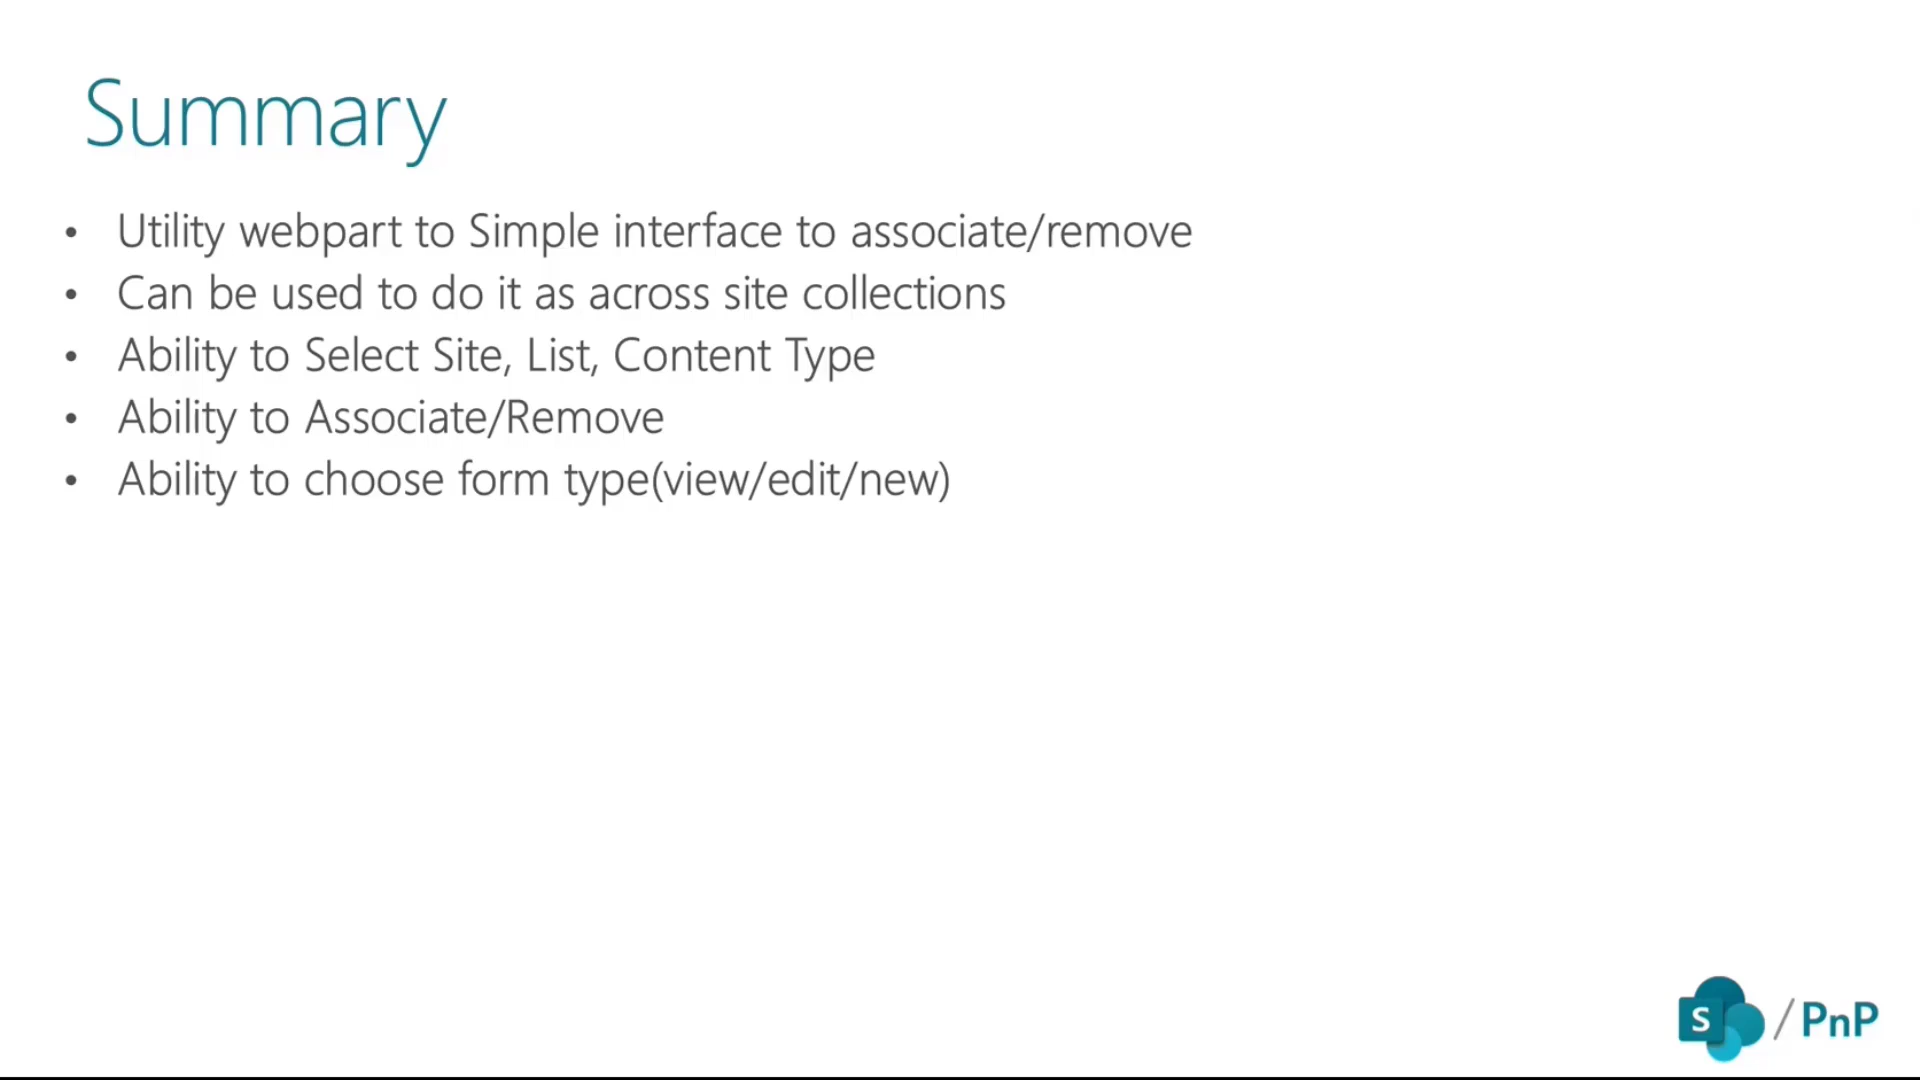 Summary
• Utility webpart to Simple interface to associate/remove
• Can be used to do it as across site collections
• Ability to Select Site, List, Content Type
• Ability to Associate/Remove
• Ability to choose form type(view/edit/new)
S / PnP